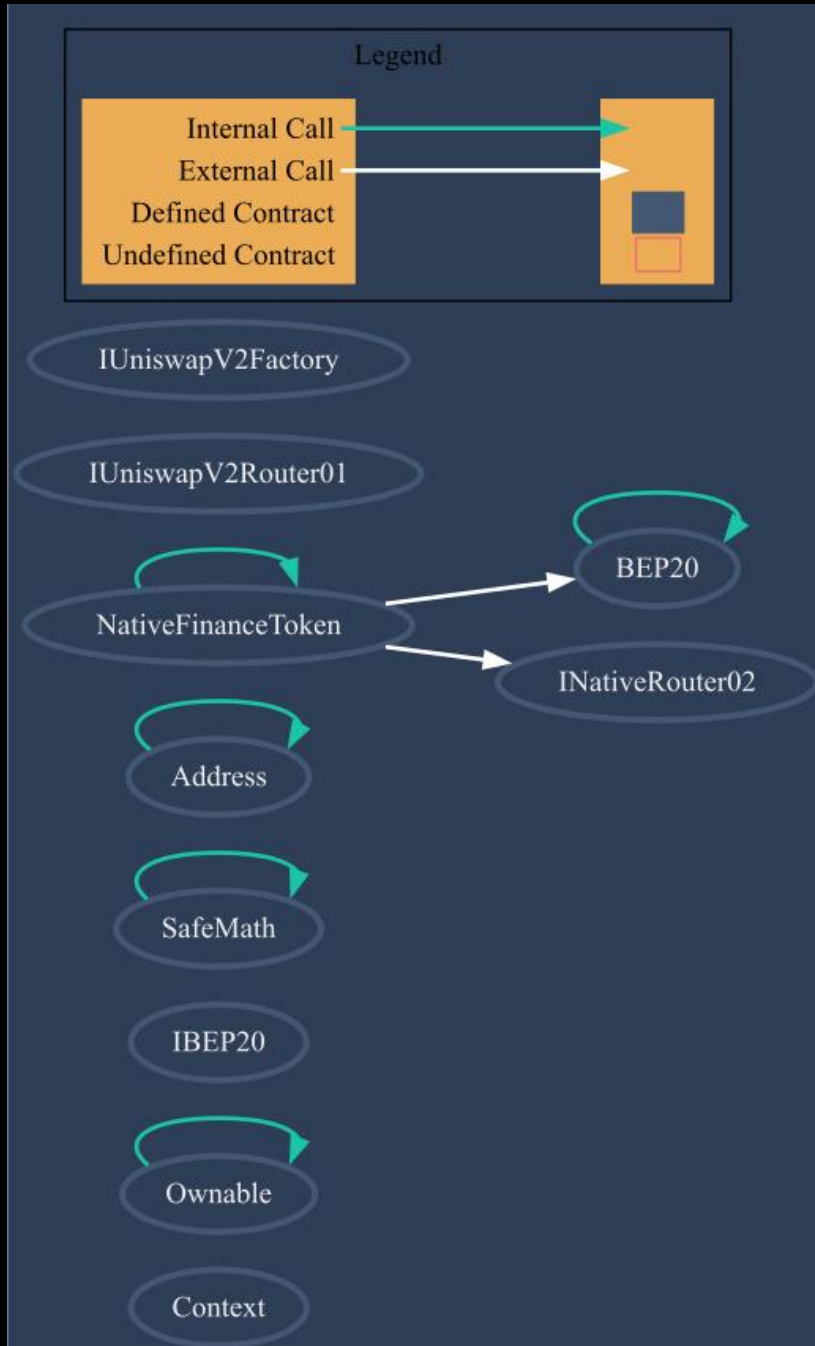 Legend
Internal Call
External Call
Defined Contract
Undefined Contract
IUniswapV2Factory
IUniswapV2Router01
BEP20
NativeFinanceToken
INativeRouter02
Address
SafeMath
IBEP20
Ownable
Context